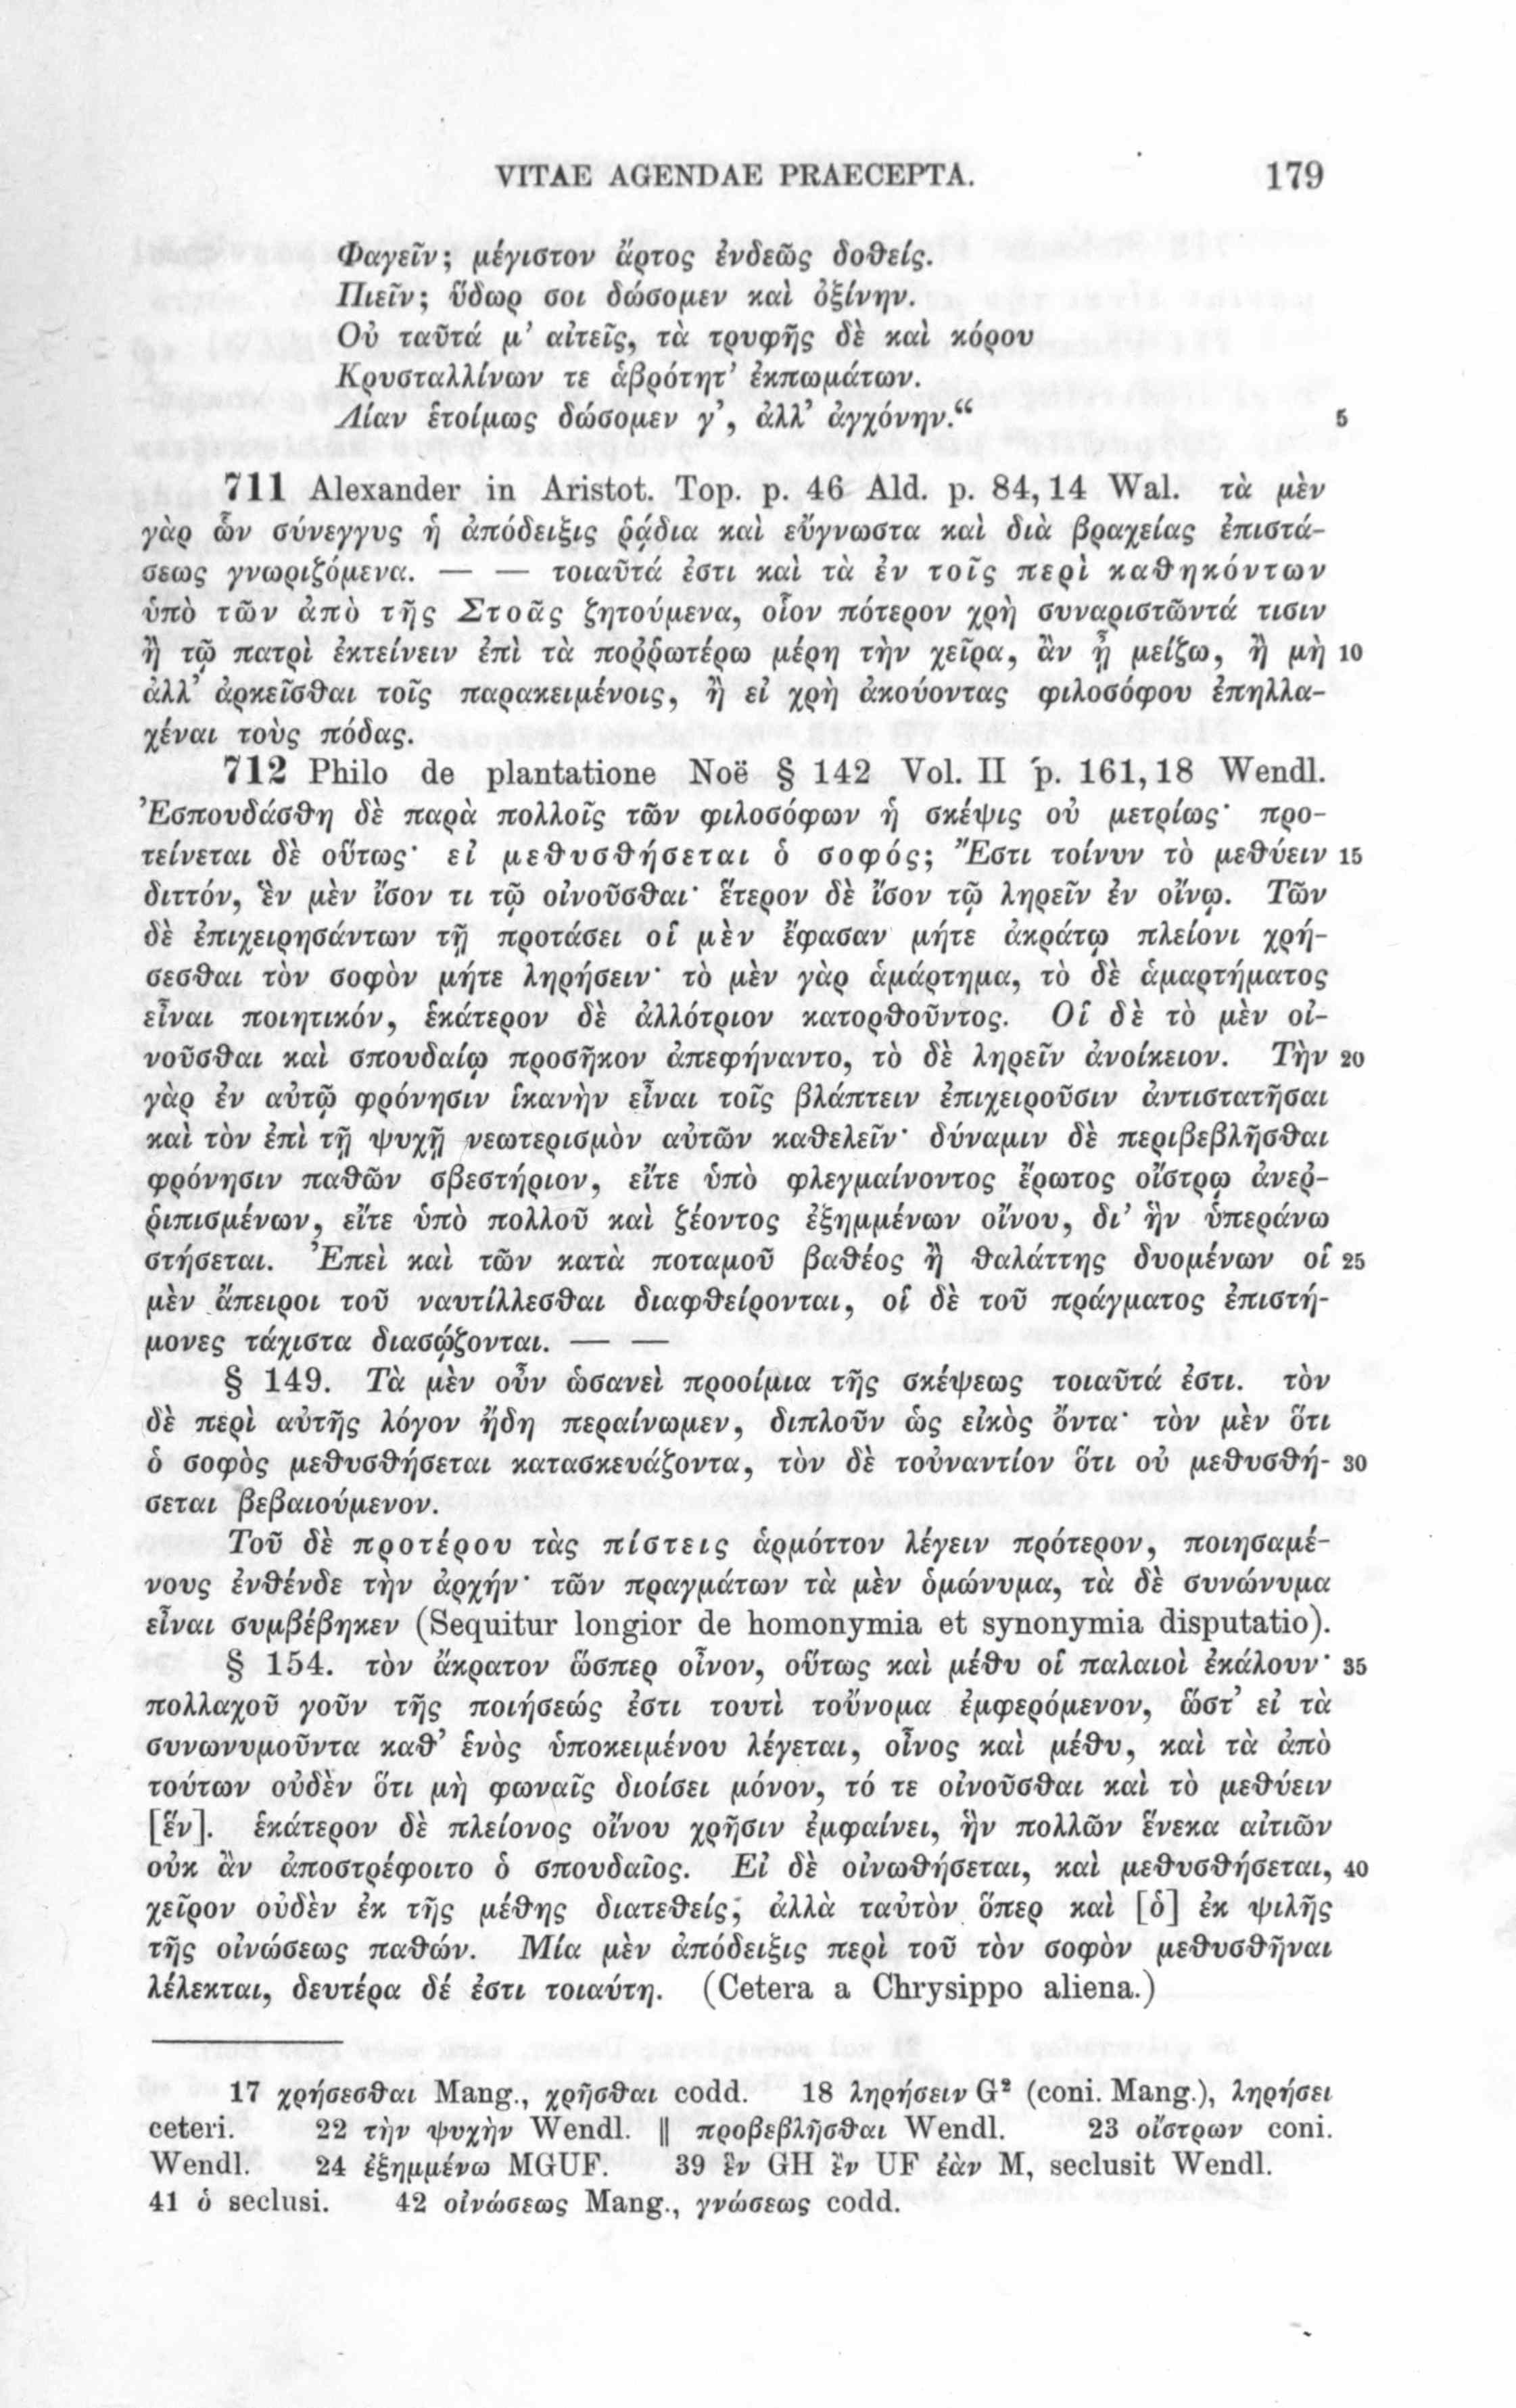 VITAE AGENDAE PRAECEPTA. 179
Φαγεῖν; μέγιστον ἄρτος ἐνδεῶς δοθείς.
Πιεῖν; ὕδωρ σοι δώσομεν καὶ ὀξίνην.
Οὐ ταῦτά μ’ αἰτεῖς, τὰ τρυφῆς δὲ καὶ κόρου
Κρυσταλλίνων τε ἁβρότητ’ ἐκπωμάτων.
Λίαν ἑτοίμως δώσομεν γ’, ἀλλ’ ἀγχόνην.“ 5
711 Alexander in Aristot. Top. p. 46 Ald. p. 84, 14 Wal. τὰ μὲν
γὰρ ὧν σύνεγγυς ἡ ἀπόδειξις ῥᾴδια καὶ εὔγνωστα καὶ διὰ βραχείας ἐπιστά-
σεως γνωριζόμενα. — — τοιαῦτά ἐστι καὶ τὰ ἐν τοῖς περὶ καθηκόντων
ὑπὸ τῶν ἀπὸ τῆς Στοᾶς ζητούμενα, οἷον πότερον χρὴ συναριστῶντά τισιν
ἢ τῷ πατρὶ ἐκτείνειν ἐπὶ τὰ ποῤῥωτέρω μέρη τὴν χεῖρα, ἂν ᾖ μείζω, ἢ μὴ 10
ἀλλ’ ἀρκεῖσθαι τοῖς παρακειμένοις, ἢ εἰ χρὴ ἀκούοντας φιλοσόφου ἐπηλλα-
χέναι τοὺς πόδας.
712 Philo de plantatione Noë § 142 Vol. II p. 161, 18 Wendl.
Ἐσπουδάσθη δὲ παρὰ πολλοῖς τῶν φιλοσόφων ἡ σκέψις οὐ μετρίως· προ-
τείνεται δὲ οὕτως· εἰ μεθυσθήσεται ὁ σοφός; Ἔστι τοίνυν τὸ μεθύειν 15
διττόν, ἓν μὲν ἴσον τι τῷ οἰνοῦσθαι· ἕτερον δὲ ἴσον τῷ ληρεῖν ἐν οἴνῳ. Τῶν
δὲ ἐπιχειρησάντων τῇ προτάσει οἱ μὲν ἔφασαν μήτε ἀκράτῳ πλείονι χρή-
σεσθαι τὸν σοφὸν μήτε ληρήσειν· τὸ μὲν γὰρ ἁμάρτημα, τὸ δὲ ἁμαρτήματος
εἶναι ποιητικόν, ἑκάτερον δὲ ἀλλότριον κατορθοῦντος. Οἱ δὲ τὸ μὲν οἰ-
νοῦσθαι καὶ σπουδαίῳ προσῆκον ἀπεφήναντο, τὸ δὲ ληρεῖν ἀνοίκειον. Τὴν 20
γὰρ ἐν αὐτῷ φρόνησιν ἱκανὴν εἶναι τοῖς βλάπτειν ἐπιχειροῦσιν ἀντιστατῆσαι
καὶ τὸν ἐπὶ τῇ ψυχῇ νεωτερισμὸν αὐτῶν καθελεῖν· δύναμιν δὲ περιβεβλῆσθαι
φρόνησιν παθῶν σβεστήριον, εἴτε ὑπὸ φλεγμαίνοντος ἔρωτος οἴστρῳ ἀνεῤ-
ῥιπισμένων, εἴτε ὑπὸ πολλοῦ καὶ ζέοντος ἐξημμένων οἴνου, δι’ ἣν ὑπεράνω
στήσεται. Ἐπεὶ καὶ τῶν κατὰ ποταμοῦ βαθέος ἢ θαλάττης δυομένων οἱ 25
μὲν ἄπειροι τοῦ ναυτίλλεσθαι διαφθείρονται, οἱ δὲ τοῦ πράγματος ἐπιστή-
μονες τάχιστα διασῴζονται. — —
§ 149. Τὰ μὲν οὖν ὡσανεὶ προοίμια τῆς σκέψεως τοιαῦτά ἐστι. τὸν
δὲ περὶ αὐτῆς λόγον ἤδη περαίνωμεν, διπλοῦν ὡς εἰκὸς ὄντα· τὸν μὲν ὅτι
ὁ σοφὸς μεθυσθήσεται κατασκευάζοντα, τὸν δὲ τοὐναντίον ὅτι οὐ μεθυσθή- 30
σεται βεβαιούμενον.
Τοῦ δὲ προτέρου τὰς πίστεις ἁρμόττον λέγειν πρότερον, ποιησαμέ-
νους ἐνθένδε τὴν ἀρχήν· τῶν πραγμάτων τὰ μὲν ὁμώνυμα, τὰ δὲ συνώνυμα
εἶναι συμβέβηκεν (Sequitur longior de homonymia et synonymia disputatio).
§ 154. τὸν ἄκρατον ὥσπερ οἶνον, οὕτως καὶ μέθυ οἱ παλαιοὶ ἐκάλουν· 35
πολλαχοῦ γοῦν τῆς ποιήσεώς ἐστι τουτὶ τοὔνομα ἐμφερόμενον, ὥστ’ εἰ τὰ
συνωνυμοῦντα καθ’ ἑνὸς ὑποκειμένου λέγεται, οἶνος καὶ μέθυ, καὶ τὰ ἀπὸ
τούτων οὐδὲν ὅτι μὴ φωναῖς διοίσει μόνον, τό τε οἰνοῦσθαι καὶ τὸ μεθύειν
[ἕν]. ἑκάτερον δὲ πλείονος οἴνου χρῆσιν ἐμφαίνει, ἣν πολλῶν ἕνεκα αἰτιῶν
οὐκ ἂν ἀποστρέφοιτο ὁ σπουδαῖος. Εἰ δὲ οἰνωθήσεται, καὶ μεθυσθήσεται, 40
χεῖρον οὐδὲν ἐκ τῆς μέθης διατεθείς, ἀλλὰ ταὐτὸν ὅπερ καὶ [ὁ] ἐκ ψιλῆς
τῆς οἰνώσεως παθών. Μία μὲν ἀπόδειξις περὶ τοῦ τὸν σοφὸν μεθυσθῆναι
λέλεκται, δευτέρα δέ ἐστι τοιαύτη. (Cetera a Chrysippo aliena.)
17 χρήσεσθαι Mang., χρῆσθαι codd. 18 ληρήσειν G² (coni. Mang.), ληρήσει
ceteri. 22 τὴν ψυχὴν Wendl. ‖ προβεβλῆσθαι Wendl. 23 οἴστρων coni.
Wendl. 24 ἐξημμένω MGUF. 39 ἓν GH ἒν UF ἐὰν M, seclusit Wendl.
41 ὁ seclusi. 42 οἰνώσεως Mang., γνώσεως codd.